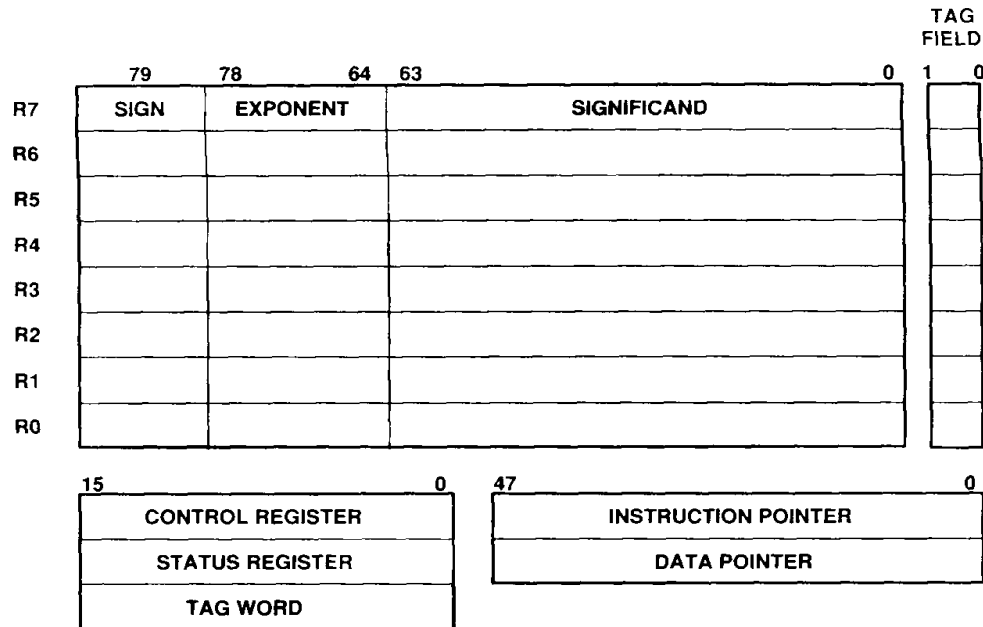 TAG
FIELD
79 78 64 63 0 1 0
R7 SIGN EXPONENT SIGNIFICAND
R6
R5
R4
R3
R2
R1
R0
15 0 47 0
CONTROL REGISTER INSTRUCTION POINTER
STATUS REGISTER DATA POINTER
TAG WORD